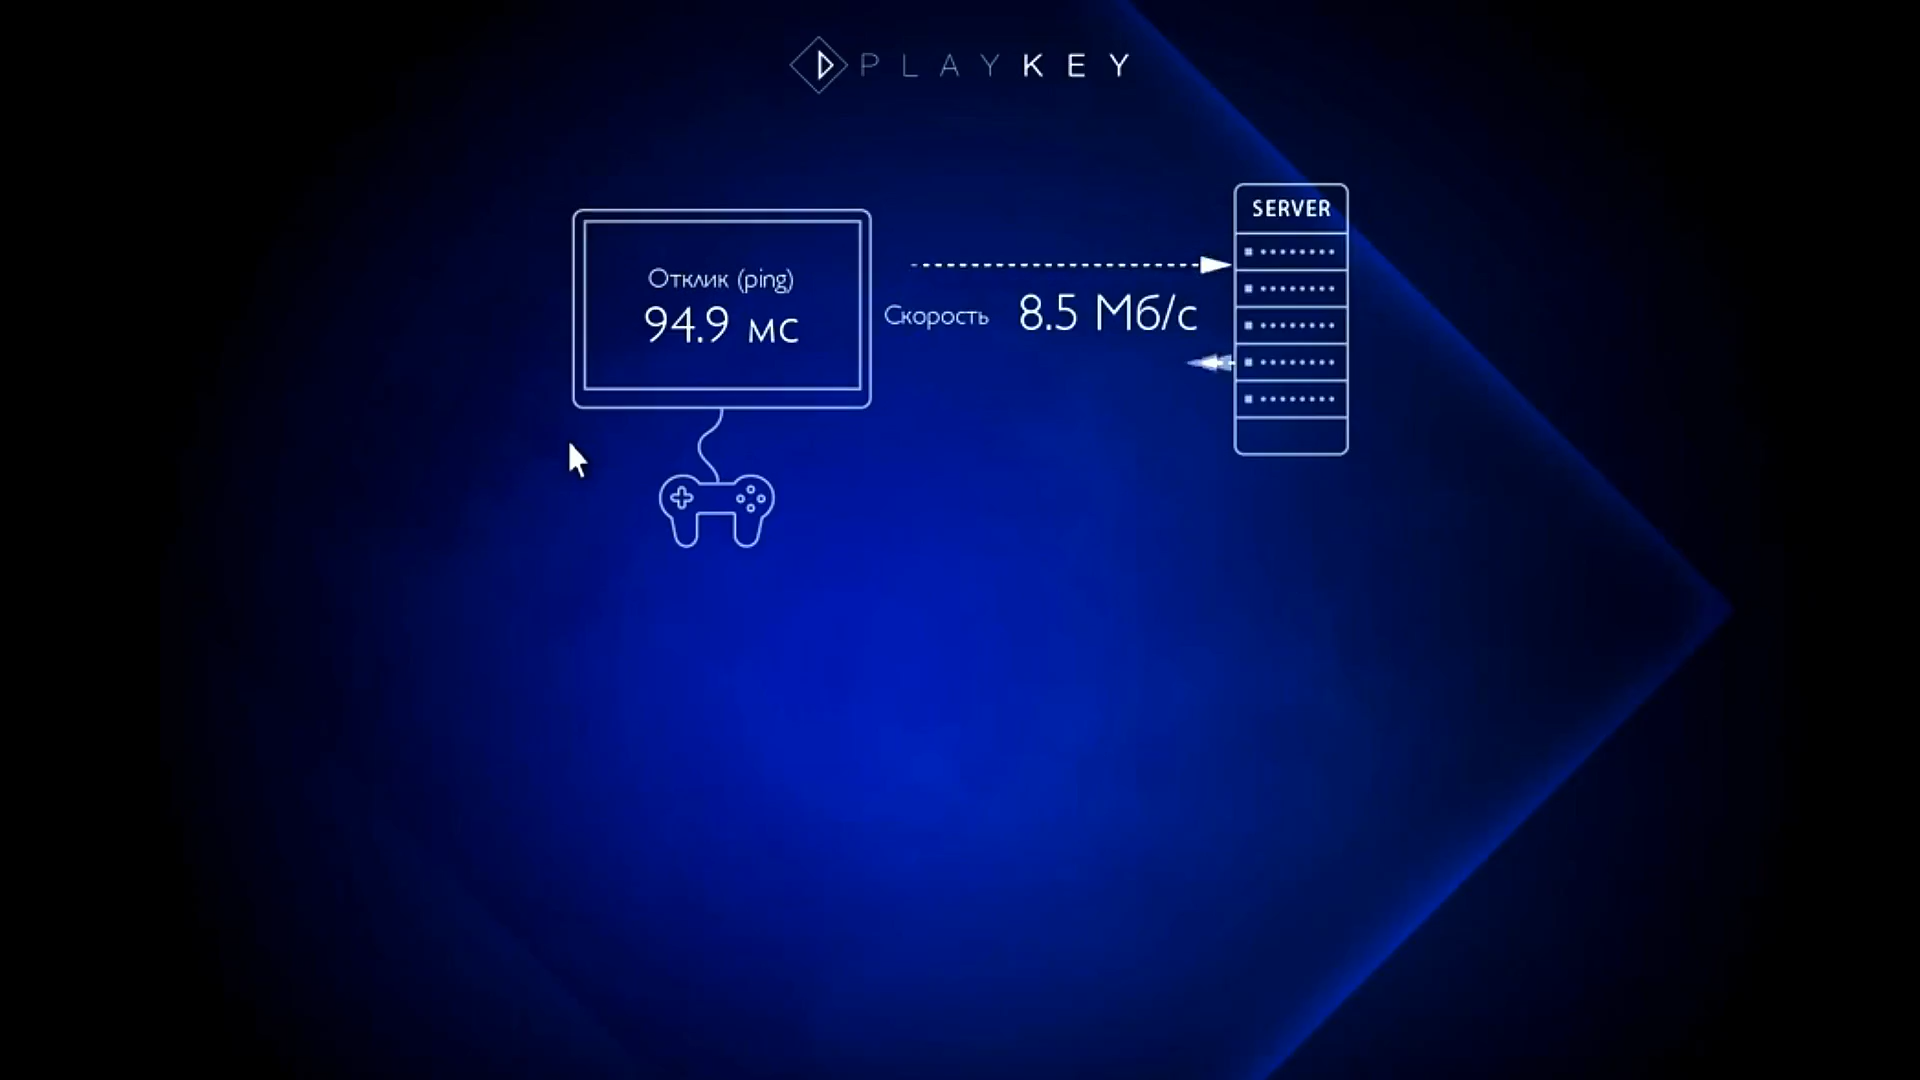 PLAYKEY
SERVER
Отклик (ping)
94.9 мс
Скорость 8.5 Мб/с